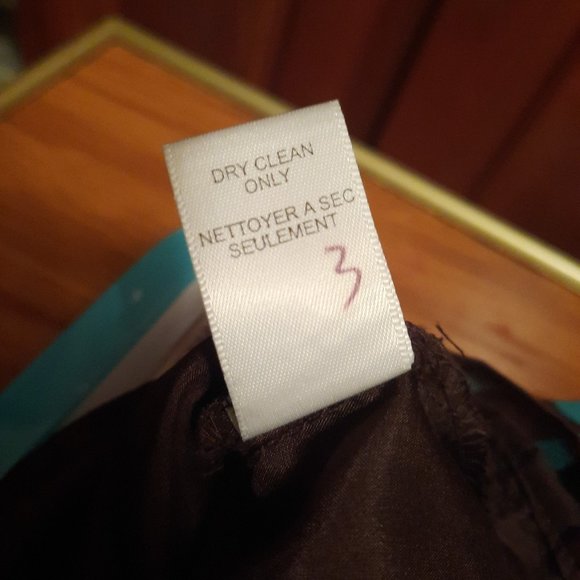 DRY CLEAN
ONLY
NETTOYER A SEC
SEULEMENT
3